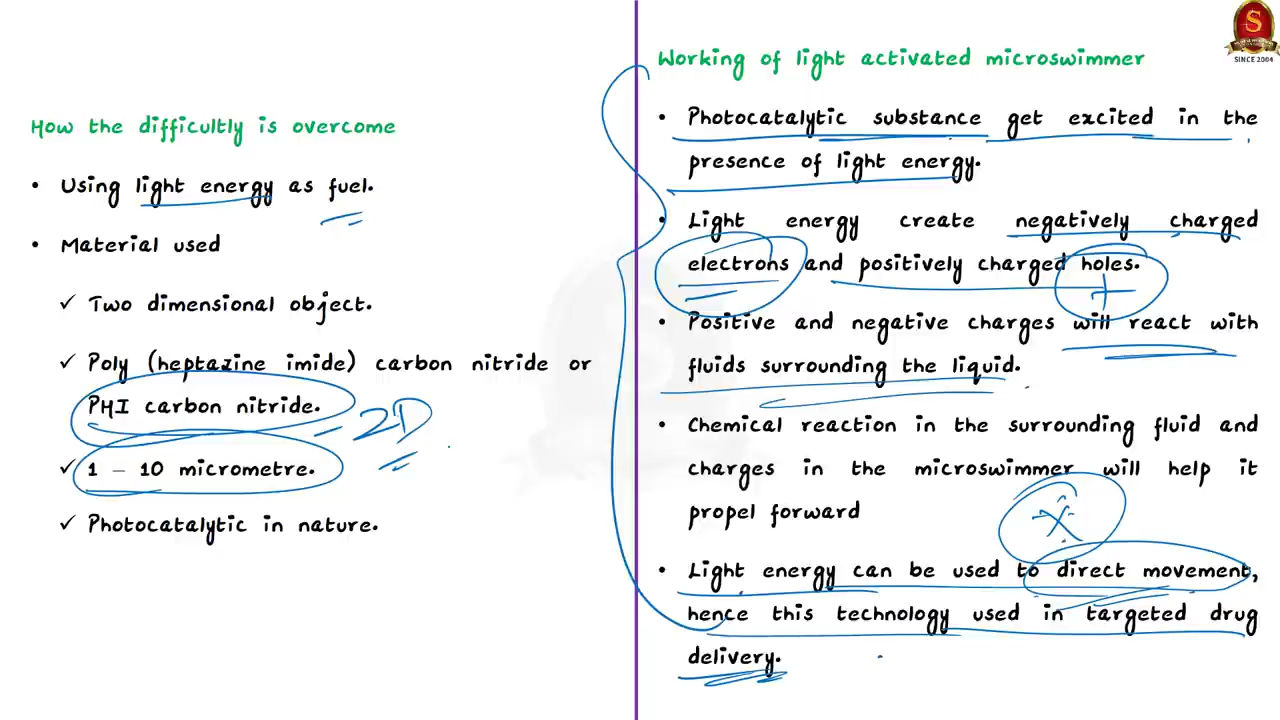 How the difficultly is overcome
• Using light energy as fuel.
• Material used
✓ Two dimensional object.
✓ Poly (heptazine imide) carbon nitride or
PHI carbon nitride.
2D
✓ 1 – 10 micrometre.
✓ Photocatalytic in nature.
S
SINCE 2004
Working of light activated microswimmer
• Photocatalytic substance get excited in the
presence of light energy.
• Light energy create negatively charged
electrons and positively charged holes.
• Positive and negative charges will react with
fluids surrounding the liquid.
• Chemical reaction in the surrounding fluid and
charges in the microswimmer will help it
propel forward
• Light energy can be used to direct movement,
hence this technology used in targeted drug
delivery.